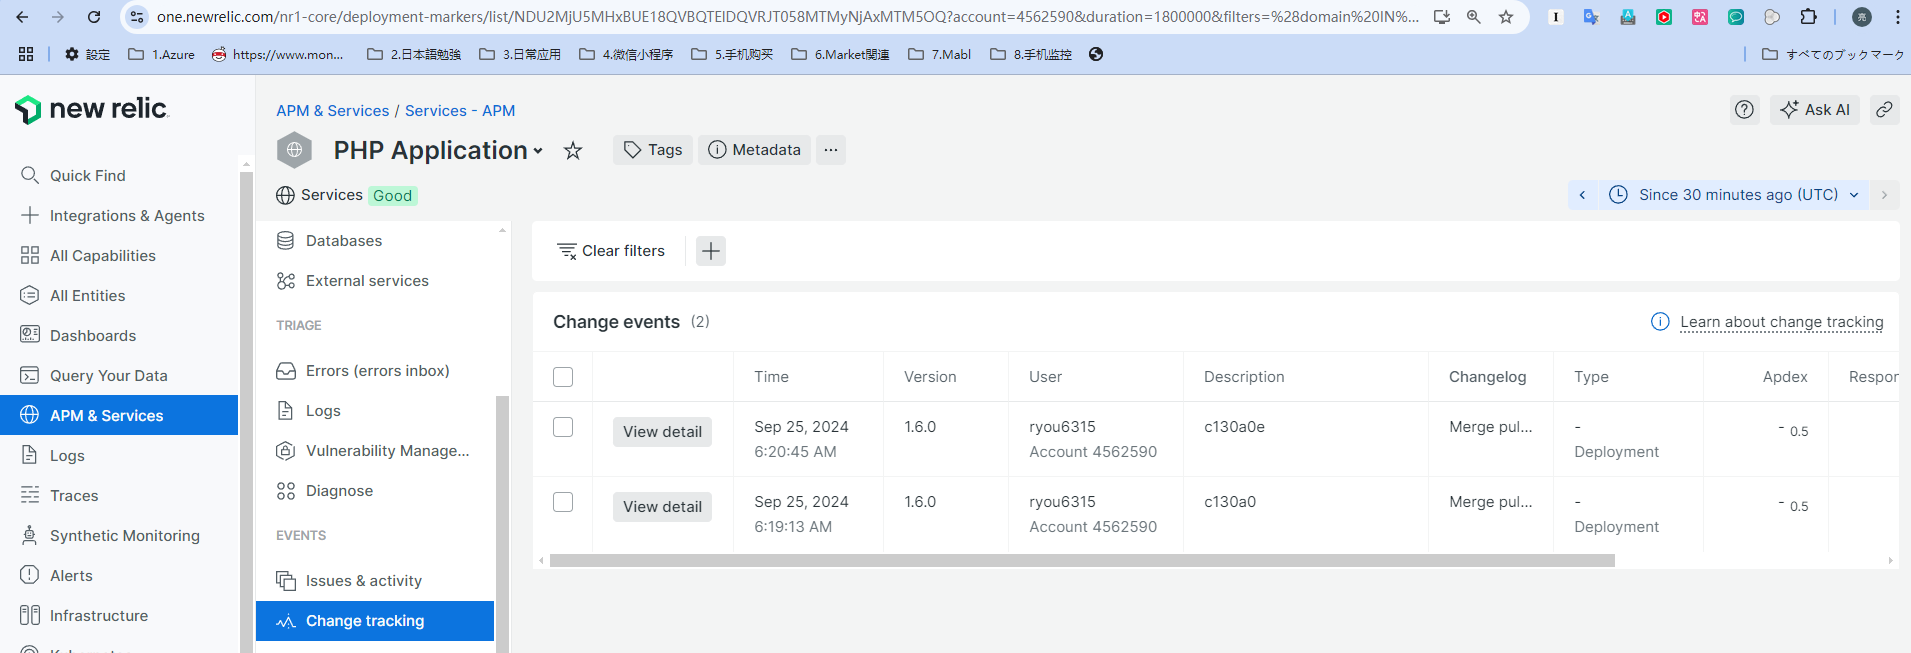 one.newrelic.com/nr1-core/deployment-markers/list/NDU2MjU5MHxBUE18QVBQTElDQVRJT058MTMyNjAxMTM5OQ?account=4562590&duration=1800000&filters=%28domain%20IN%...
設定
1.Azure
https://www.mon...
2.日本語勉強
3.日常应用
4.微信小程序
5.手机购买
6.Market関連
7.Mabl
8.手机监控
すべてのブックマーク
new relic
Quick Find
Integrations & Agents
All Capabilities
All Entities
Dashboards
Query Your Data
APM & Services
Logs
Traces
Synthetic Monitoring
Alerts
Infrastructure
APM & Services / Services - APM
Ask AI
PHP Application
Tags
Metadata
...
Services Good
Since 30 minutes ago (UTC)
Databases
External services
TRIAGE
Errors (errors inbox)
Logs
Vulnerability Manage...
Diagnose
EVENTS
Issues & activity
Change tracking
Clear filters
Change events (2)
Learn about change tracking
Time Version User Description Changelog Type Apdex Respor
View detail Sep 25, 2024 1.6.0 ryou6315 c130a0e Merge pul... - - 0.5
6:20:45 AM Account 4562590 Deployment
View detail Sep 25, 2024 1.6.0 ryou6315 c130a0 Merge pul... - - 0.5
6:19:13 AM Account 4562590 Deployment